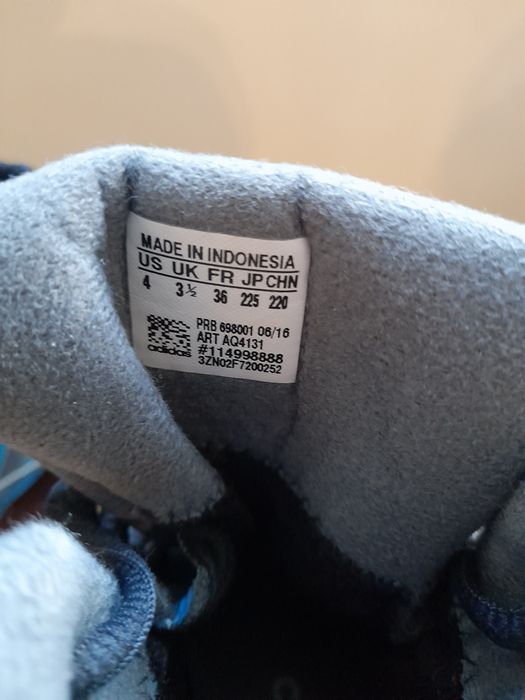 MADE IN INDONESIA
US UK FR JP CHN
4 3½ 36 225 220
PRB 698001 06/16
ART AQ4131
#114998888
adidas 3ZN02F7200252